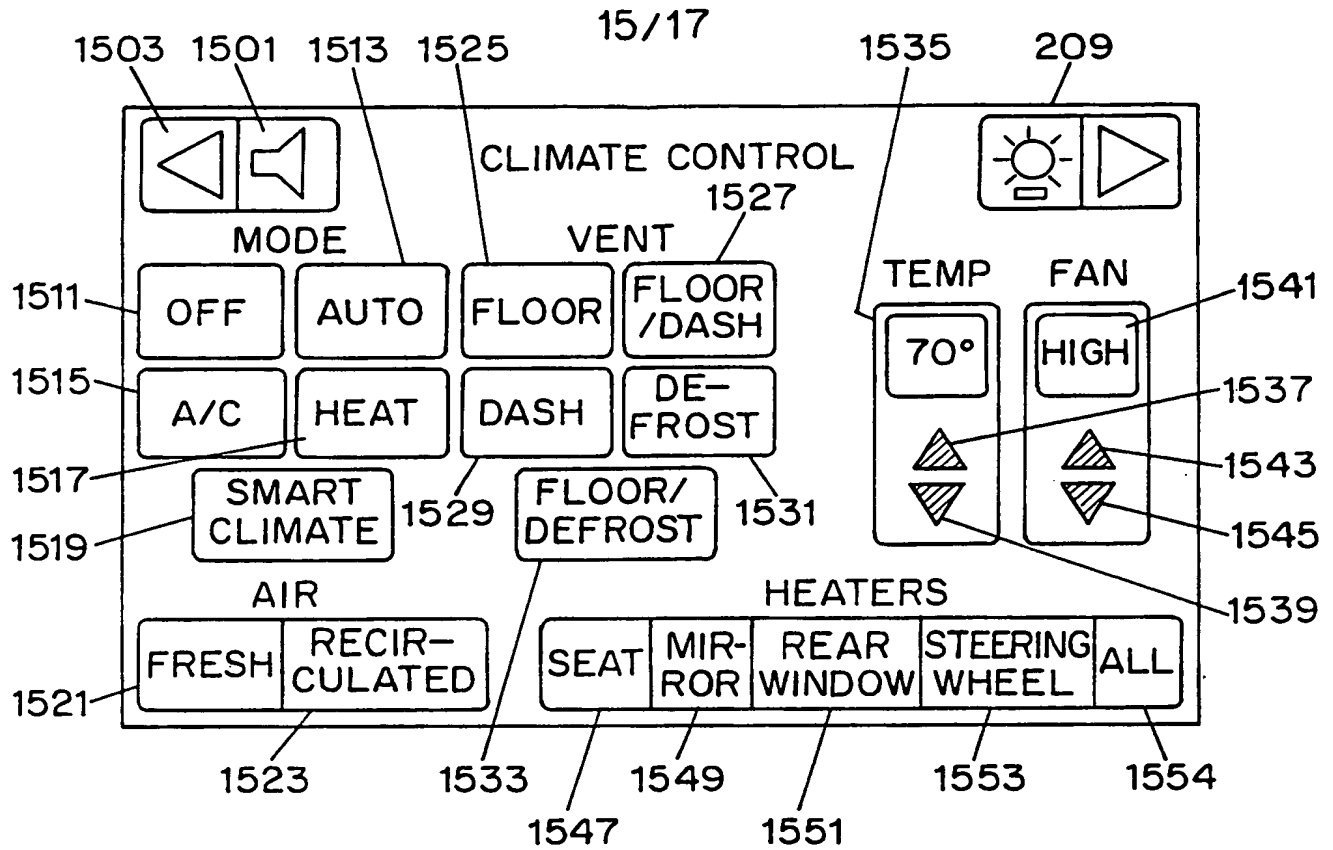 15/17
1503 1501 1513 1525 1535 209
CLIMATE CONTROL
1527
MODE VENT
TEMP FAN
1511 OFF AUTO FLOOR FLOOR
/DASH
70° HIGH 1541
1515 A/C HEAT DASH DE-
FROST
1537
1517 1543
SMART
CLIMATE
1529 FLOOR/
DEFROST
1531
1519 1545
AIR HEATERS 1539
FRESH RECIR-
CULATED
SEAT MIR-
ROR
REAR
WINDOW
STEERING
WHEEL
ALL
1521
1523 1533 1549 1553 1554
1547 1551